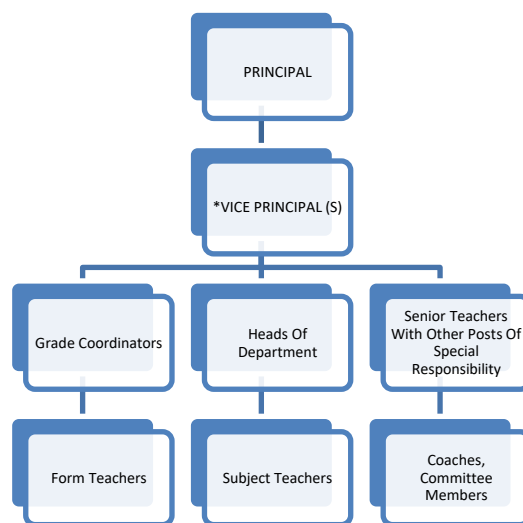 PRINCIPAL
*VICE PRINCIPAL (S)
Grade Coordinators
Heads Of
Department
Senior Teachers
With Other Posts Of
Special
Responsibility
Form Teachers
Subject Teachers
Coaches,
Committee
Members